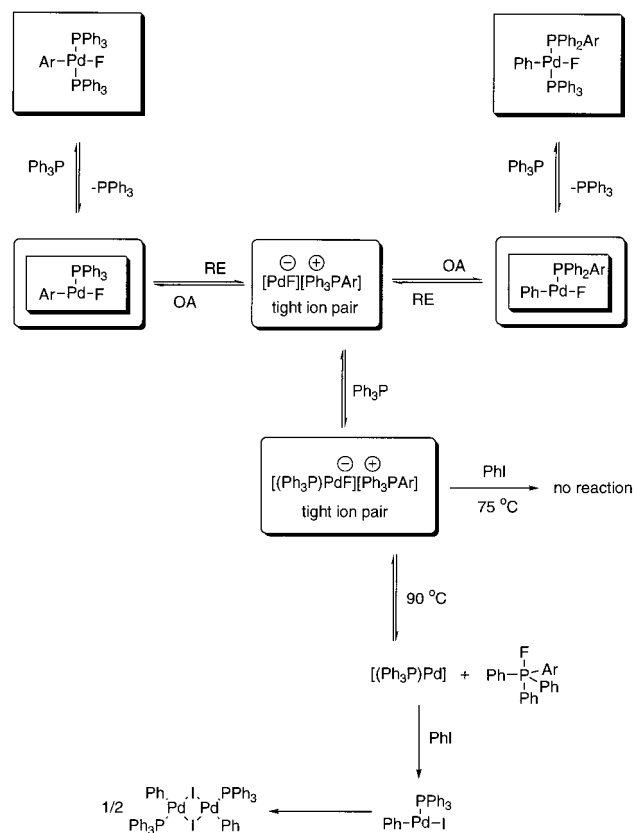 PPh3 PPh2Ar
Ar-Pd-F Ph-Pd-F
PPh3 PPh3
Ph3P Ph3P
-PPh3 -PPh3
PPh3 RE ⊖ ⊕ OA PPh2Ar
Ar-Pd-F OA [PdF][Ph3PAr] RE Ph-Pd-F
tight ion pair
Ph3P
⊖ ⊕
[(Ph3P)PdF][Ph3PAr] PhI no reaction
tight ion pair 75 °C
90 °C
F
[(Ph3P)Pd] + Ph-P-Ar
Ph
Ph
PhI
Ph I PPh3 PPh3
1/2 Pd Pd Ph-Pd-I
Ph3P I Ph